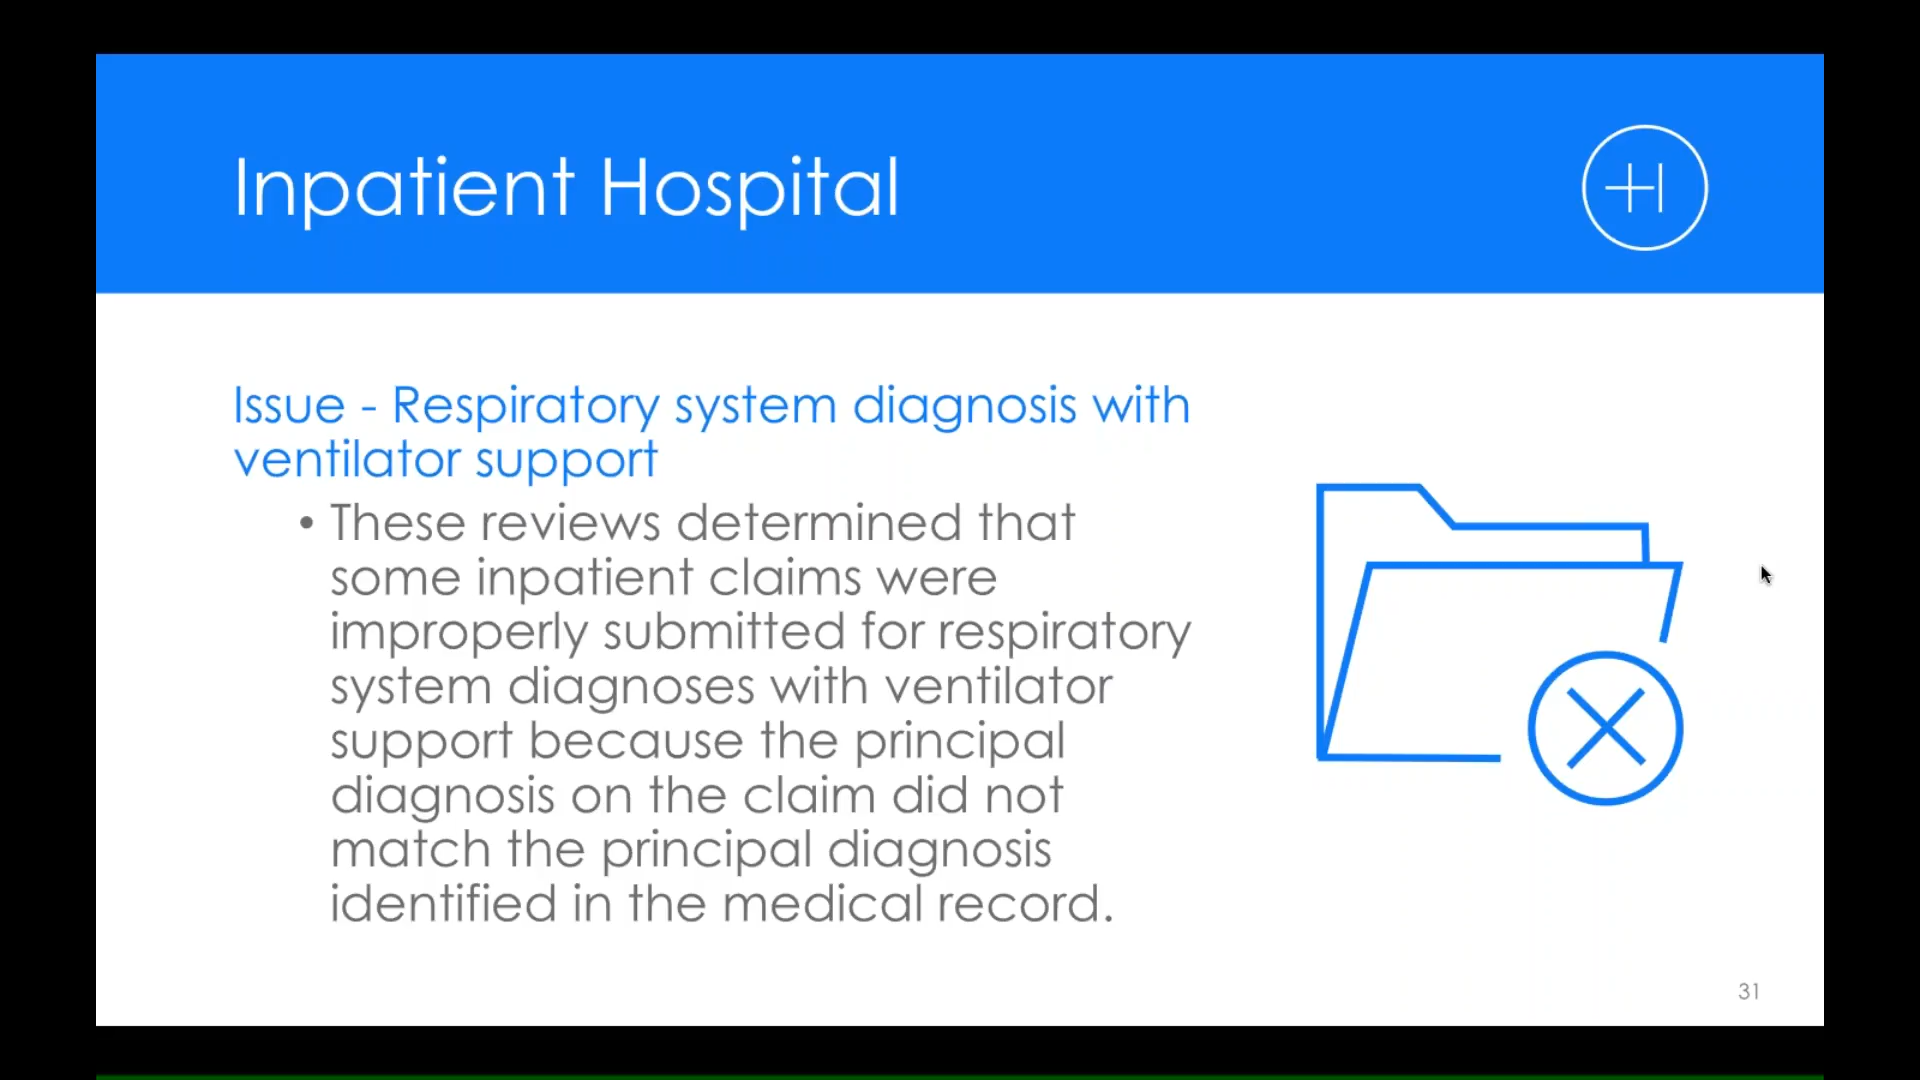 Inpatient Hospital
H
Issue - Respiratory system diagnosis with
ventilator support
• These reviews determined that
some inpatient claims were
improperly submitted for respiratory
system diagnoses with ventilator
support because the principal
diagnosis on the claim did not
match the principal diagnosis
identified in the medical record.
31